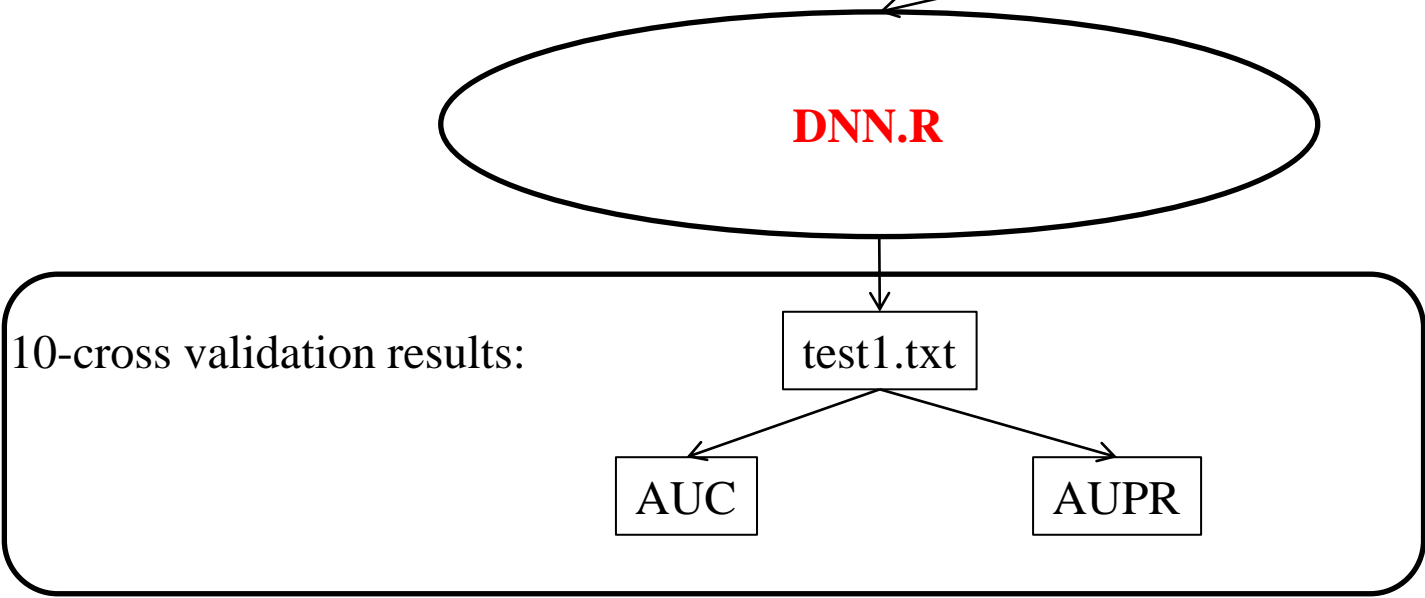 DNN.R
10-cross validation results:
test1.txt
AUC
AUPR